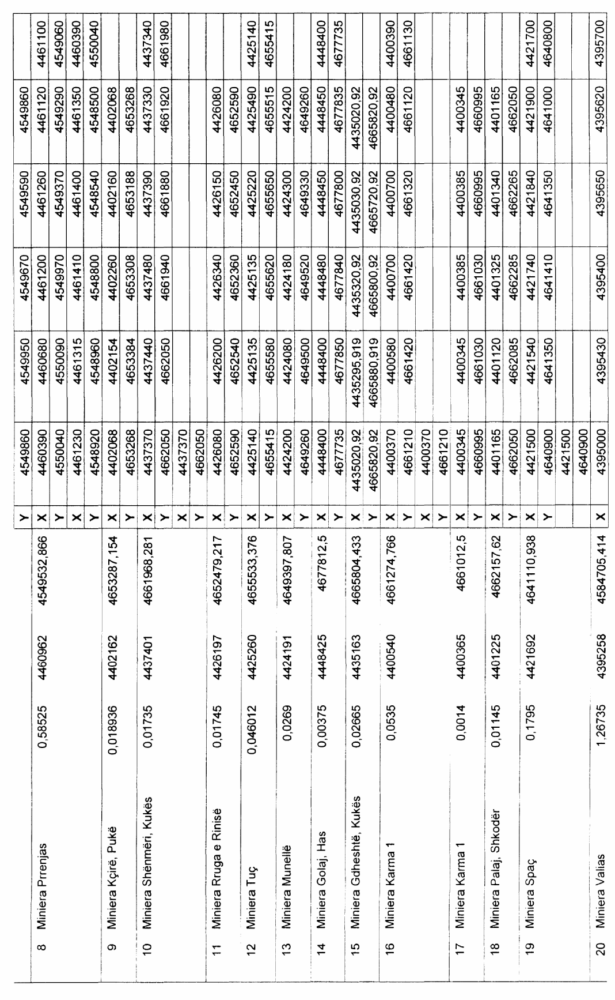 Y 4549860 4549950 4549670 4549590 4549860
8 Miniera Prrenjas 0,58525 4460962 4549532,866 X 4460390 4460680 4461200 4461260 4461120 4461100
Y 4550040 4550090 4549970 4549370 4549290 4549060
X 4461230 4461315 4461410 4461400 4461350 4460390
Y 4548920 4548960 4548800 4548540 4548500 4550040
9 Miniera Kçirë, Pukë 0,018936 4402162 4653287,154 X 4402068 4402154 4402260 4402160 4402068
Y 4653268 4653384 4653308 4653188 4653268
10 Miniera Shënmëri, Kukës 0,01735 4437401 4661968,281 X 4437370 4437440 4437480 4437390 4437330 4437340
Y 4662050 4662050 4661940 4661880 4661920 4661980
X 4437370
Y 4662050
11 Miniera Rruga e Rinisë 0,01745 4426197 4652479,217 X 4426080 4426200 4426340 4426150 4426080
Y 4652590 4652540 4652360 4652450 4652590
12 Miniera Tuç 0,046012 4425260 4655533,376 X 4425140 4425135 4425135 4425220 4425490 4425140
Y 4655415 4655580 4655620 4655650 4655515 4655415
13 Miniera Munellë 0,0269 4424191 4649397,807 X 4424200 4424080 4424180 4424300 4424200
Y 4649260 4649500 4649520 4649330 4649260
14 Miniera Golaj, Has 0,00375 4448425 4677812,5 X 4448400 4448400 4448480 4448450 4448450 4448400
Y 4677735 4677850 4677840 4677800 4677835 4677735
15 Miniera Gdheshtë, Kukës 0,02665 4435163 4665804,433 X 4435020,92 4435295,919 4435320,92 4435030,92 4435020,92
Y 4665820,92 4665880,919 4665800,92 4665720,92 4665820,92
16 Miniera Karma 1 0,0535 4400540 4661274,766 X 4400370 4400580 4400700 4400700 4400480 4400390
Y 4661210 4661420 4661420 4661320 4661120 4661130
X 4400370
Y 4661210
17 Miniera Karma 1 0,0014 4400365 4661012,5 X 4400345 4400345 4400385 4400385 4400345
Y 4660995 4661030 4661030 4660995 4660995
18 Miniera Palaj, Shkodër 0,01145 4401225 4662157,62 X 4401165 4401120 4401325 4401340 4401165
Y 4662050 4662085 4662285 4662265 4662050
19 Miniera Spaç 0,1795 4421692 4641110,938 X 4421500 4421540 4421740 4421840 4421900 4421700
Y 4640900 4641350 4641410 4641350 4641000 4640800
4421500
4640900
20 Miniera Valias 1,26735 4395258 4584705,414 X 4395000 4395430 4395400 4395650 4395620 4395700